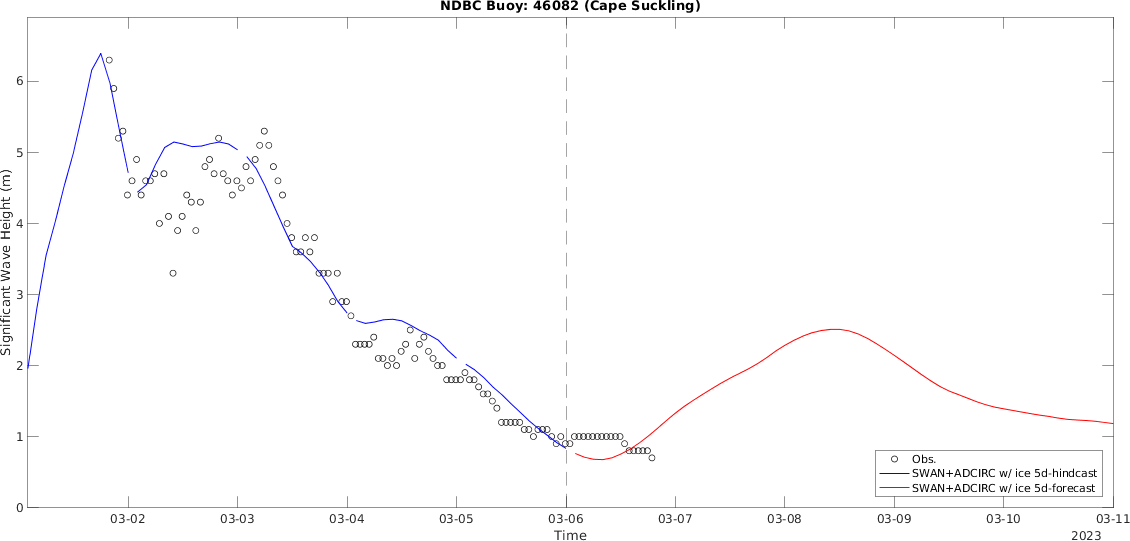 NDBC Buoy: 46082 (Cape Suckling)
Significant Wave Height (m)
6
5
4
3
2
1
0
Obs.
SWAN+ADCIRC w/ ice 5d-hindcast
SWAN+ADCIRC w/ ice 5d-forecast
03-02 03-03 03-04 03-05 03-06 03-07 03-08 03-09 03-10 03-11
Time
2023